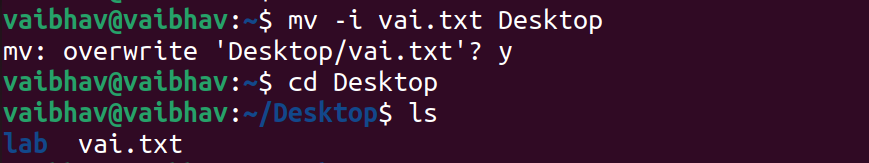 vaibhav@vaibhav:~$ mv -i vai.txt Desktop
mv: overwrite 'Desktop/vai.txt'? y
vaibhav@vaibhav:~$ cd Desktop
vaibhav@vaibhav:~/Desktop$ ls
lab  vai.txt